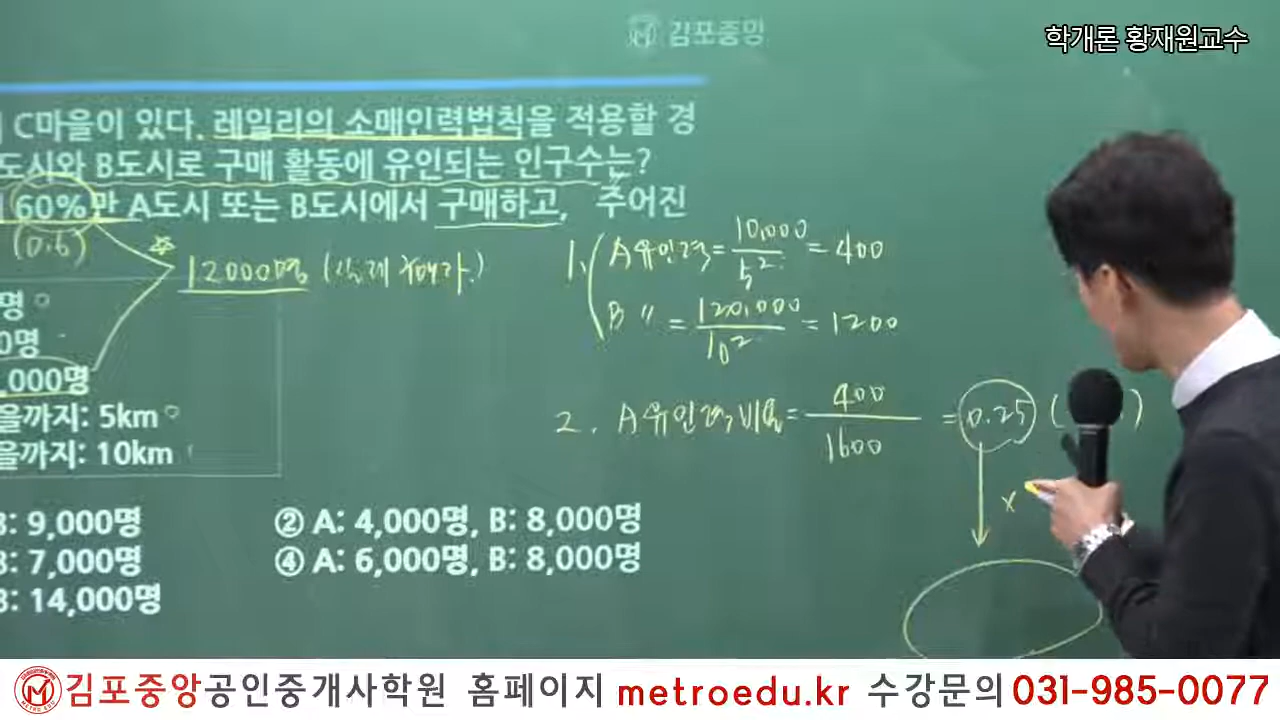 김포중앙
학개론 황재원교수
C마을이 있다. 레일리의 소매인력법칙을 적용할 경
도시와 B도시로 구매 활동에 유인되는 인구수는?
60%만 A도시 또는 B도시에서 구매하고, 주어진
(0.6)
12000명 (실제 구매자)
명
0명
,000명
을까지: 5km
을까지: 10km
1. A유인력 = 10,000 / 5² = 400
B 〃 = 120,000 / 10² = 1200
2. A유인력비율 = 400 / 1600 = 0.25
×
B: 9,000명 ② A: 4,000명, B: 8,000명
B: 7,000명 ④ A: 6,000명, B: 8,000명
B: 14,000명
김포중앙공인중개사학원 홈페이지 metroedu.kr 수강문의 031-985-0077